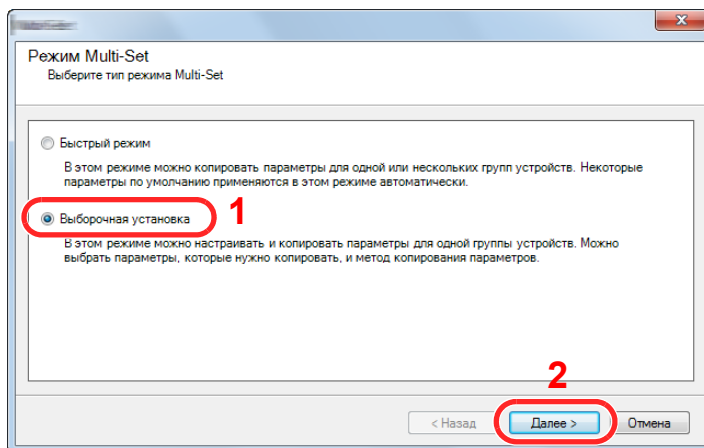 Режим Multi-Set
Выберите тип режима Multi-Set
Быстрый режим
В этом режиме можно копировать параметры для одной или нескольких групп устройств. Некоторые
параметры по умолчанию применяются в этом режиме автоматически.
Выборочная установка
1
В этом режиме можно настраивать и копировать параметры для одной группы устройств. Можно
выбрать параметры, которые нужно копировать, и метод копирования параметров.
2
< Назад
Далее >
Отмена